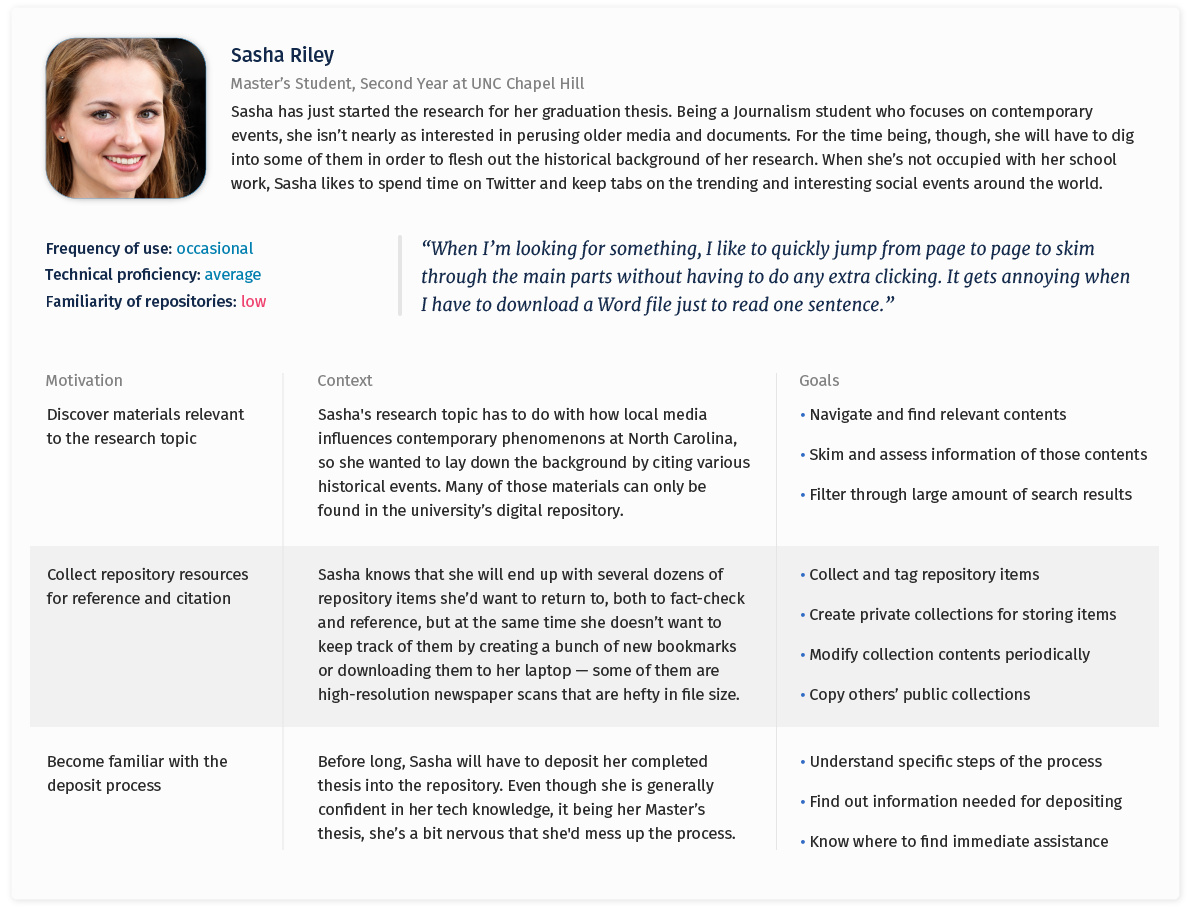 Sasha Riley
Master’s Student, Second Year at UNC Chapel Hill
Sasha has just started the research for her graduation thesis. Being a Journalism student who focuses on contemporary
events, she isn’t nearly as interested in perusing older media and documents. For the time being, though, she will have to dig
into some of them in order to flesh out the historical background of her research. When she’s not occupied with her school
work, Sasha likes to spend time on Twitter and keep tabs on the trending and interesting social events around the world.
Frequency of use: occasional
Technical proficiency: average
Familiarity of repositories: low
“When I’m looking for something, I like to quickly jump from page to page to skim
through the main parts without having to do any extra clicking. It gets annoying when
I have to download a Word file just to read one sentence.”
Motivation
Context
Goals
Discover materials relevant
to the research topic
Sasha's research topic has to do with how local media
influences contemporary phenomenons at North Carolina,
so she wanted to lay down the background by citing various
historical events. Many of those materials can only be
found in the university’s digital repository.
• Navigate and find relevant contents
• Skim and assess information of those contents
• Filter through large amount of search results
Collect repository resources
for reference and citation
Sasha knows that she will end up with several dozens of
repository items she’d want to return to, both to fact-check
and reference, but at the same time she doesn’t want to
keep track of them by creating a bunch of new bookmarks
or downloading them to her laptop — some of them are
high-resolution newspaper scans that are hefty in file size.
• Collect and tag repository items
• Create private collections for storing items
• Modify collection contents periodically
• Copy others’ public collections
Become familiar with the
deposit process
Before long, Sasha will have to deposit her completed
thesis into the repository. Even though she is generally
confident in her tech knowledge, it being her Master’s
thesis, she’s a bit nervous that she'd mess up the process.
• Understand specific steps of the process
• Find out information needed for depositing
• Know where to find immediate assistance